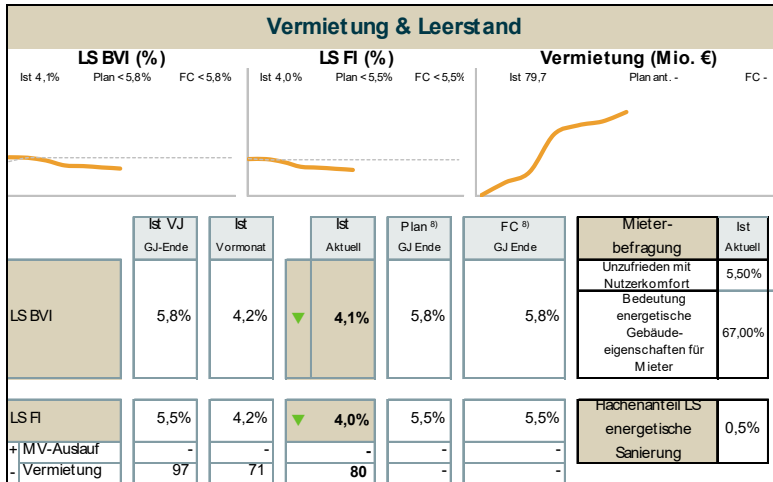 Vermietung & Leerstand
LS BVI (%)
LS FI (%)
Vermietung (Mio. €)
Ist 4,1% Plan < 5,8% FC < 5,8%
Ist 4,0% Plan < 5,5% FC < 5,5%
Ist 79,7 Plan ant. - FC -
Ist VJ
GJ-Ende
Ist
Vormonat
Ist
Aktuell
Plan 8)
GJ Ende
FC 8)
GJ Ende
Mieter-
befragung
Ist
Aktuell
Unzufrieden mit
Nutzerkomfort
5,50%
LS BVI 5,8% 4,2% ▼ 4,1% 5,8% 5,8%
Bedeutung
energetische
Gebäude-
eigenschaften für
Mieter
67,00%
LS FI 5,5% 4,2% ▼ 4,0% 5,5% 5,5%
+ MV-Auslauf - - - - -
- Vermietung 97 71 80 - -
Flächenanteil LS
energetische
Sanierung
0,5%